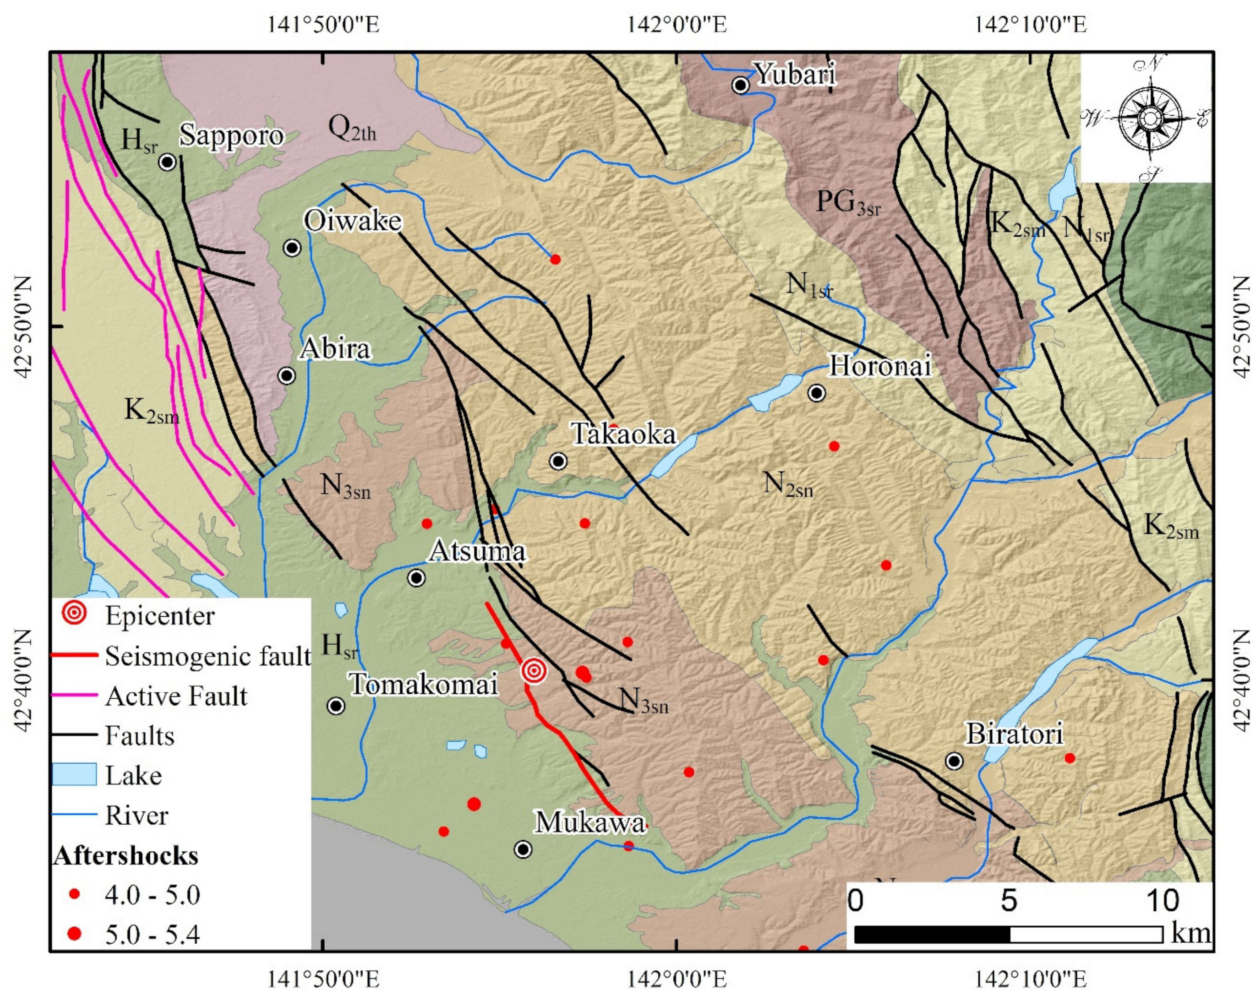 141°50'0"E 142°0'0"E 142°10'0"E
N
W E
S
Yubari
Q2th
Hsr
Sapporo
PG3sr
Oiwake
K2sm
N1sr
42°50'0"N
42°50'0"N
N1sr
Abira
Horonai
K2sm
Takaoka
N3sn
N2sn
K2sm
Atsuma
Hsr
42°40'0"N
42°40'0"N
Tomakomai
N3sn
Biratori
Mukawa
Epicenter
Seismogenic fault
Active Fault
Faults
Lake
River
Aftershocks
4.0 - 5.0
5.0 - 5.4
0 5 10
km
141°50'0"E 142°0'0"E 142°10'0"E